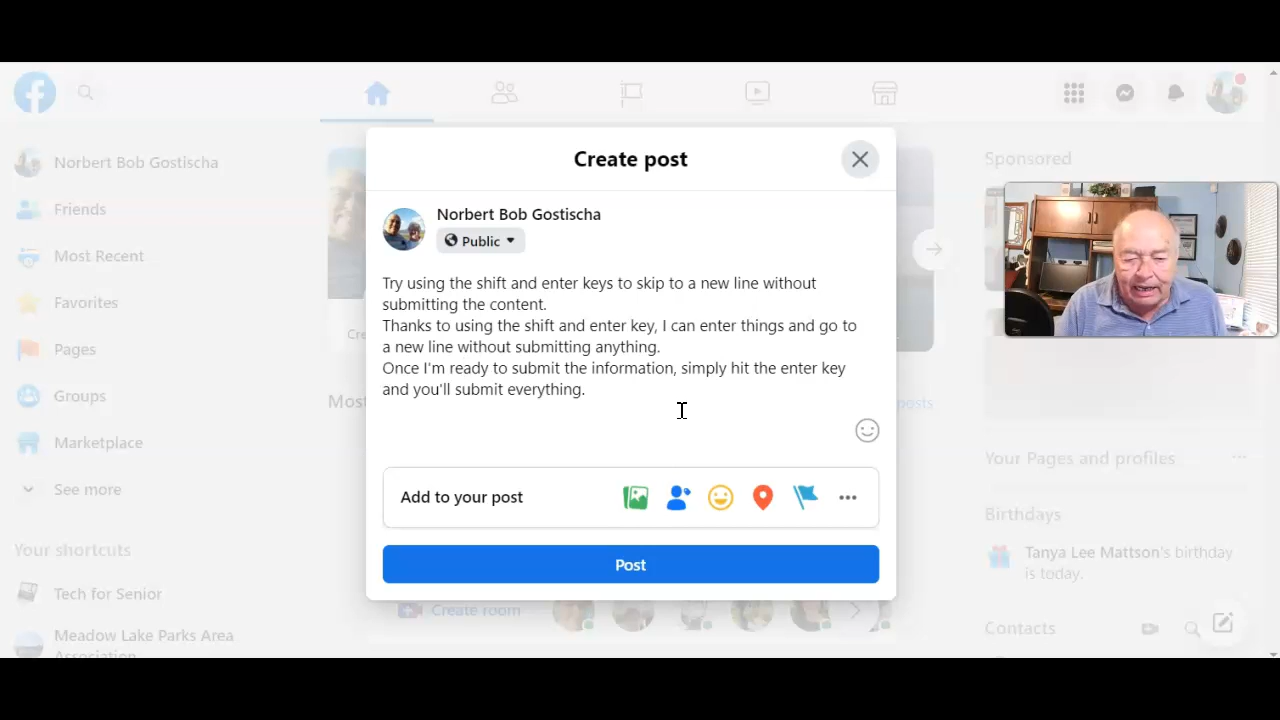 Create post
Norbert Bob Gostischa
Public
Try using the shift and enter keys to skip to a new line without
submitting the content.
Thanks to using the shift and enter key, I can enter things and go to
a new line without submitting anything.
Once I'm ready to submit the information, simply hit the enter key
and you'll submit everything.
Add to your post
Post
Norbert Bob Gostischa
Friends
Most Recent
Favorites
Pages
Groups
Marketplace
See more
Your shortcuts
Tech for Senior
Meadow Lake Parks Area
Association
Cre
Most
posts
Create room
Sponsored
Your Pages and profiles
Birthdays
Tanya Lee Mattson's birthday
is today.
Contacts